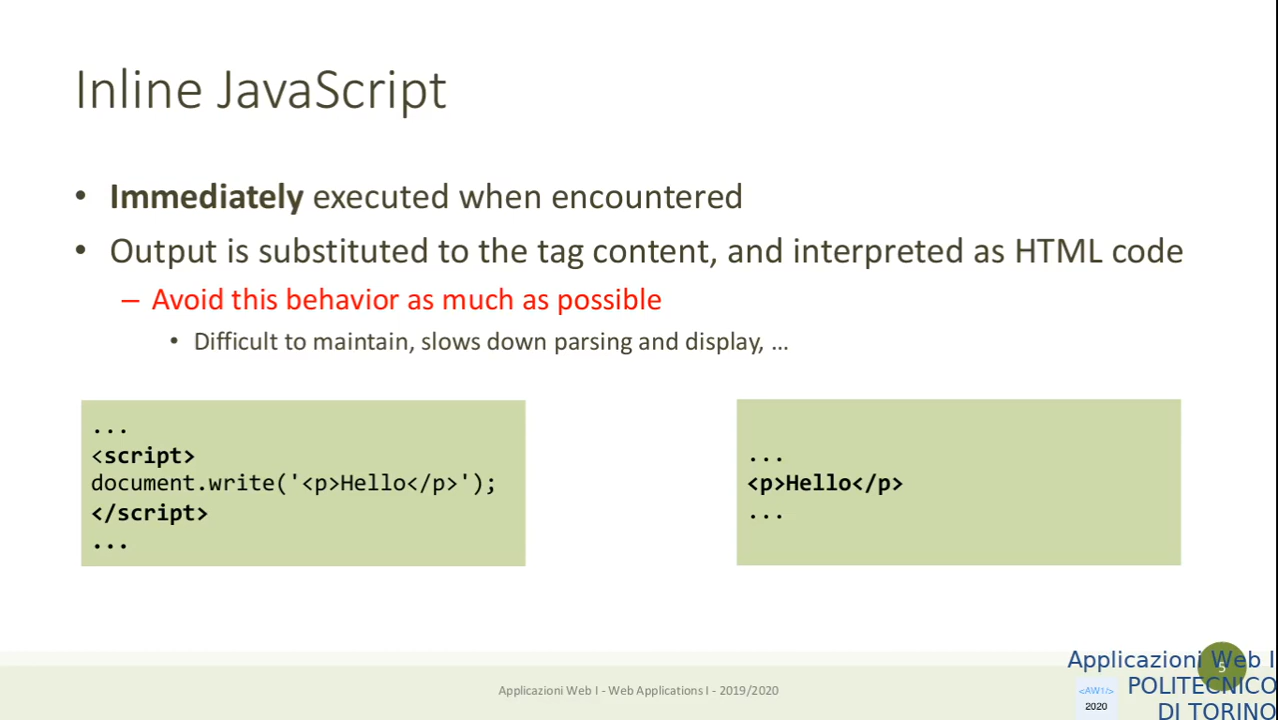 Inline JavaScript
• Immediately executed when encountered
• Output is substituted to the tag content, and interpreted as HTML code
– Avoid this behavior as much as possible
• Difficult to maintain, slows down parsing and display, …
...
<script>
document.write('<p>Hello</p>');
</script>
...
...
<p>Hello</p>
...
Applicazioni Web I - Web Applications I - 2019/2020
5
Applicazioni Web I
POLITECNICO
DI TORINO
<AW1/>
2020